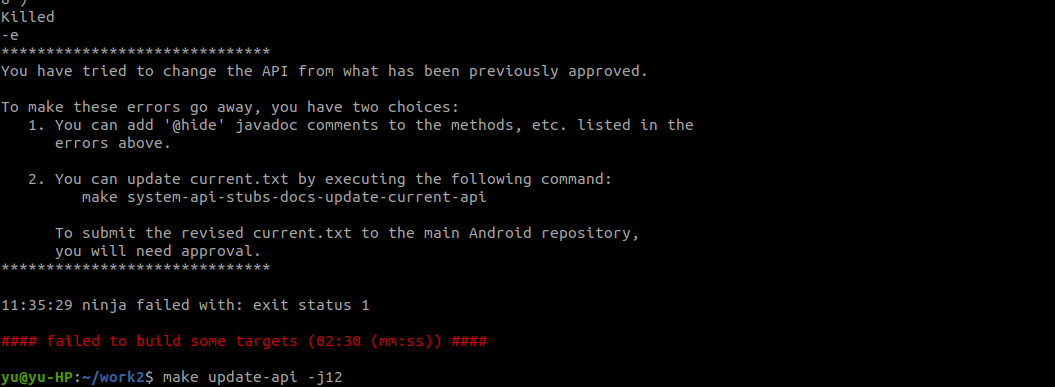 Killed
-e
******************************
You have tried to change the API from what has been previously approved.
To make these errors go away, you have two choices:
1. You can add '@hide' javadoc comments to the methods, etc. listed in the
errors above.
2. You can update current.txt by executing the following command:
make system-api-stubs-docs-update-current-api
To submit the revised current.txt to the main Android repository,
you will need approval.
******************************
11:35:29 ninja failed with: exit status 1
#### failed to build some targets (02:30 (mm:ss)) ####
yu@yu-HP:~/work2$ make update-api -j12